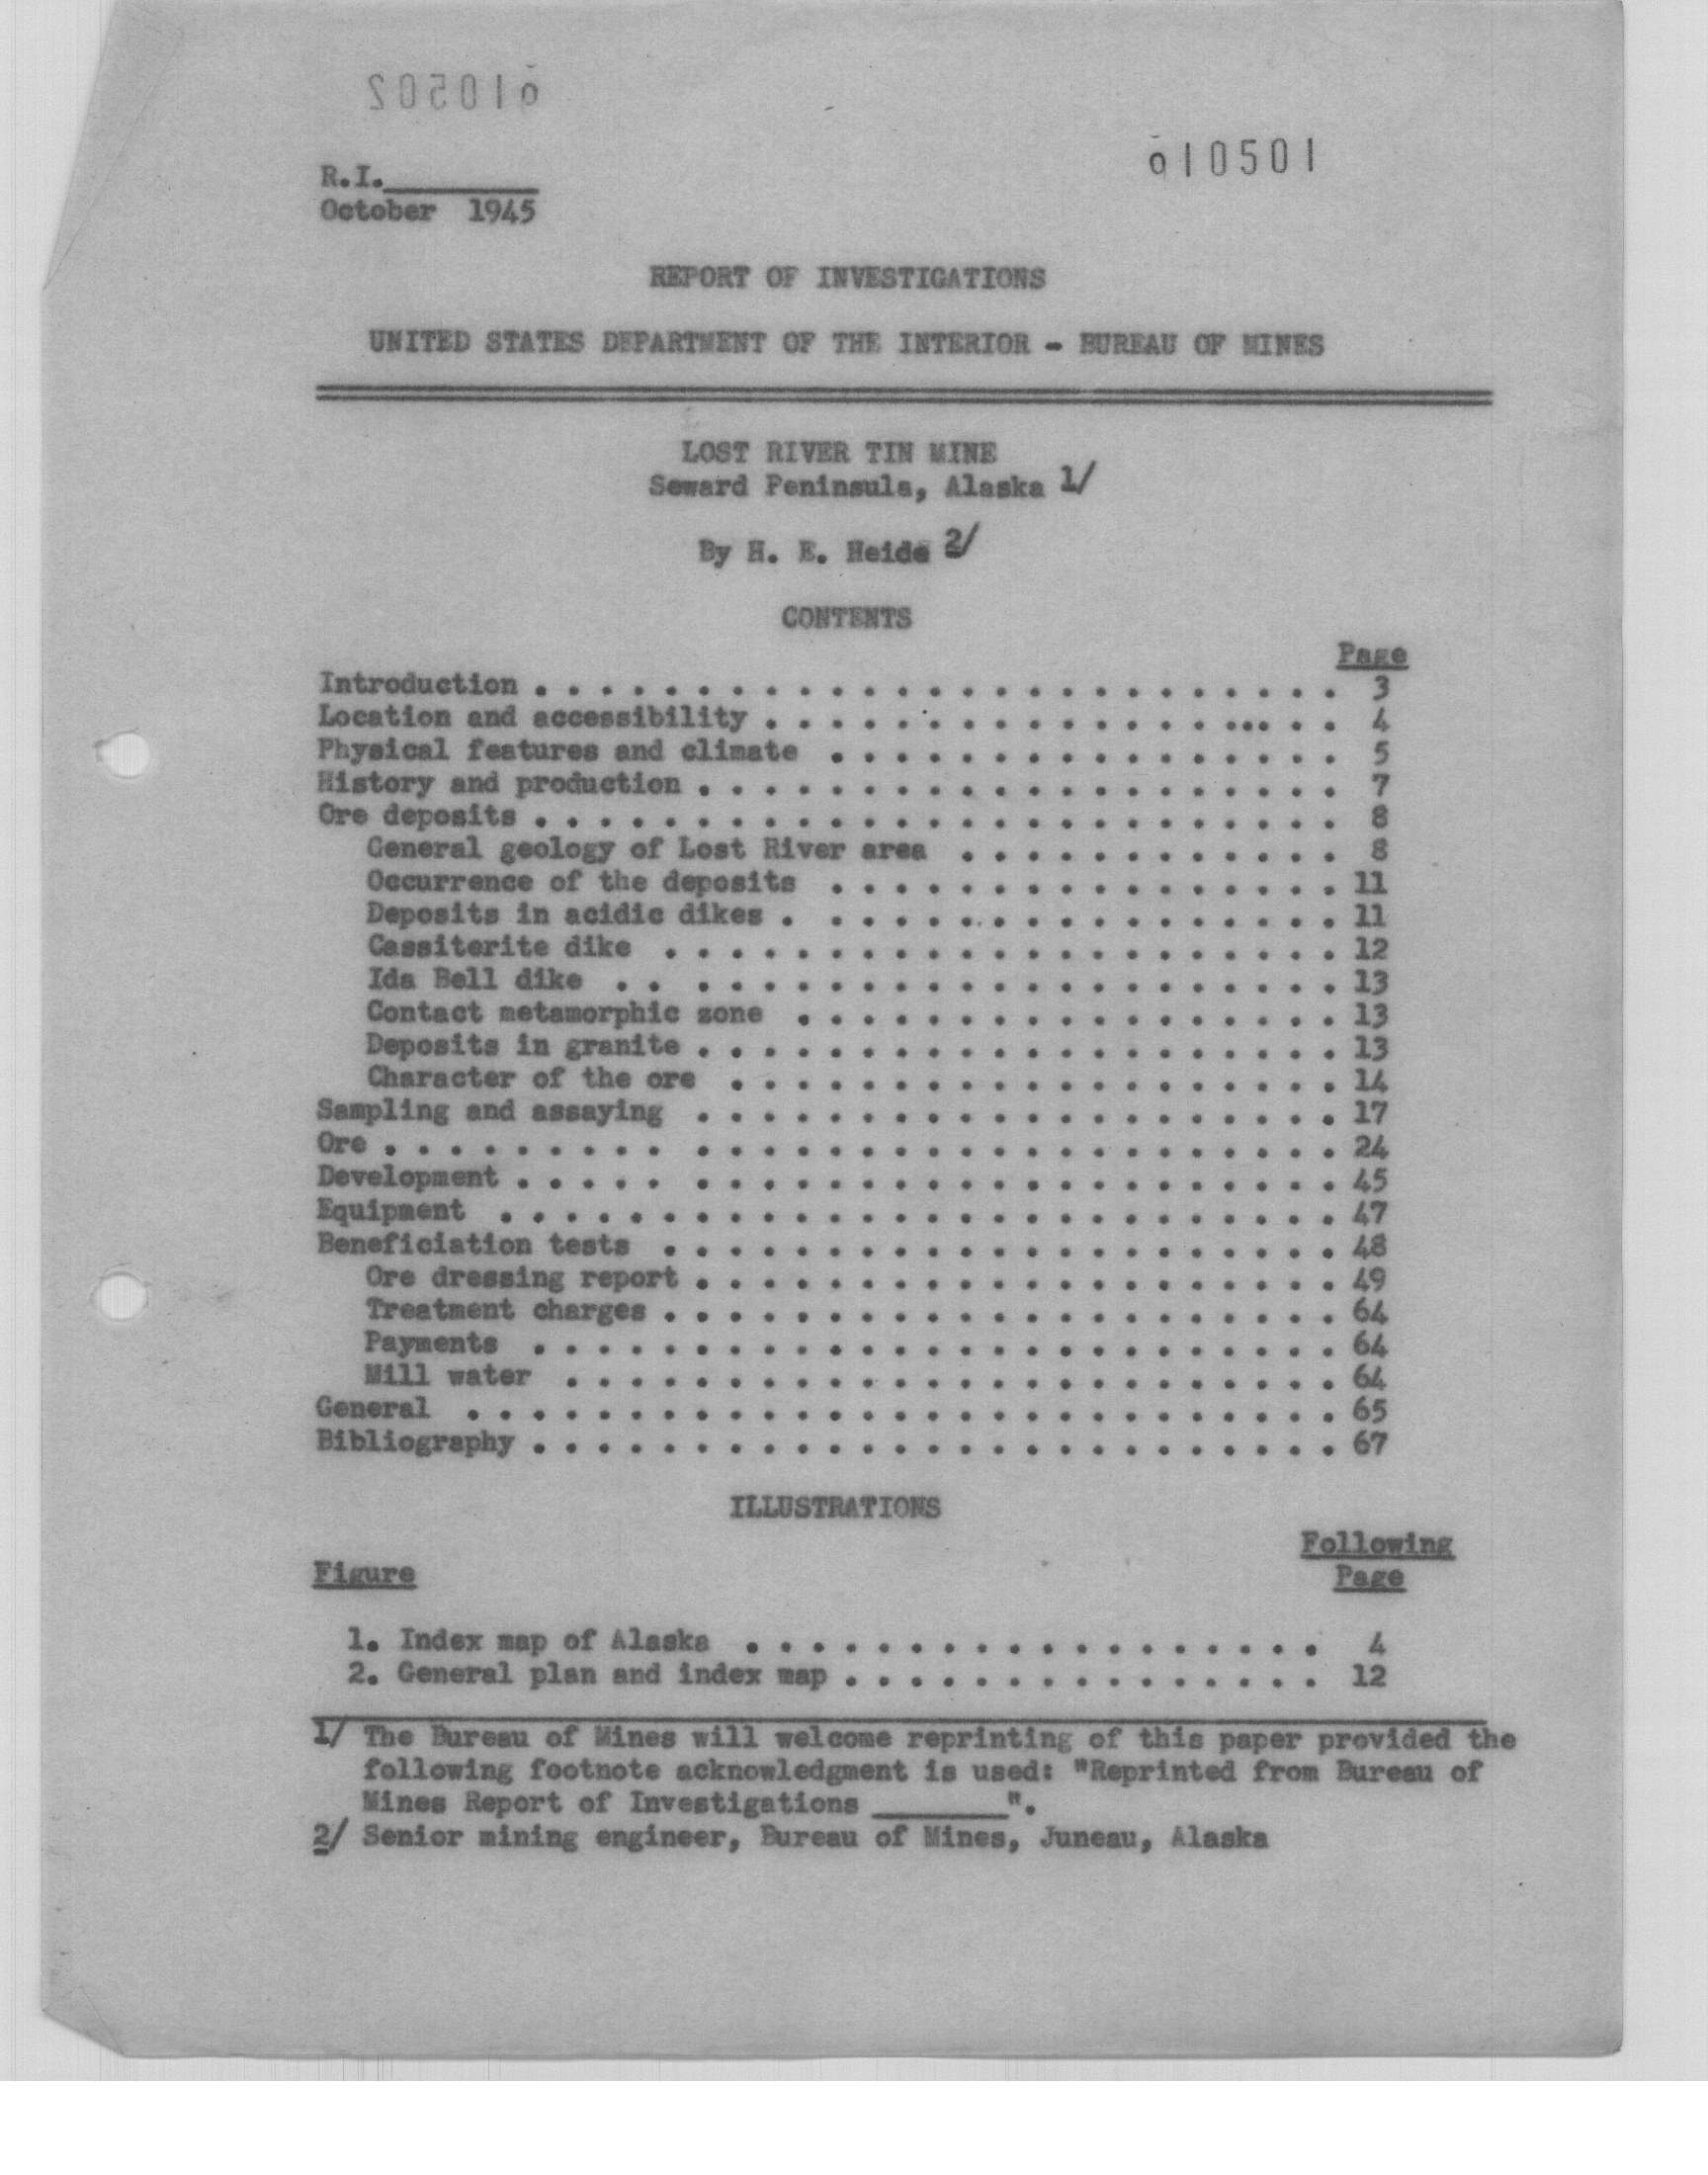 010502
010501
R.I.________
October 1945
REPORT OF INVESTIGATIONS
UNITED STATES DEPARTMENT OF THE INTERIOR - BUREAU OF MINES
LOST RIVER TIN MINE
Seward Peninsula, Alaska 1/
By H. E. Heide 2/
CONTENTS
Page
Introduction . . . . . . . . . . . . . . . . . . . . . . . . . 3
Location and accessibility . . . . . . . . . . . . . . ... . . 4
Physical features and climate . . . . . . . . . . . . . . . . 5
History and production . . . . . . . . . . . . . . . . . . . . 7
Ore deposits . . . . . . . . . . . . . . . . . . . . . . . . . 8
General geology of Lost River area . . . . . . . . . . . . 8
Occurrence of the deposits . . . . . . . . . . . . . . . . 11
Deposits in acidic dikes . . . . . . . . . . . . . . . . . 11
Cassiterite dike . . . . . . . . . . . . . . . . . . . . . 12
Ida Bell dike . . . . . . . . . . . . . . . . . . . . . . 13
Contact metamorphic zone . . . . . . . . . . . . . . . . . 13
Deposits in granite . . . . . . . . . . . . . . . . . . . . 13
Character of the ore . . . . . . . . . . . . . . . . . . . 14
Sampling and assaying . . . . . . . . . . . . . . . . . . . . 17
Ore . . . . . . . . . . . . . . . . . . . . . . . . . . . . . 24
Development . . . . . . . . . . . . . . . . . . . . . . . . . 45
Equipment . . . . . . . . . . . . . . . . . . . . . . . . . . 47
Beneficiation tests . . . . . . . . . . . . . . . . . . . . . 48
Ore dressing report . . . . . . . . . . . . . . . . . . . . 49
Treatment charges . . . . . . . . . . . . . . . . . . . . . 64
Payments . . . . . . . . . . . . . . . . . . . . . . . . . 64
Mill water . . . . . . . . . . . . . . . . . . . . . . . . 64
General . . . . . . . . . . . . . . . . . . . . . . . . . . . 65
Bibliography . . . . . . . . . . . . . . . . . . . . . . . . . 67
ILLUSTRATIONS
Following
Figure Page
1. Index map of Alaska . . . . . . . . . . . . . . . . . . 4
2. General plan and index map . . . . . . . . . . . . . . . 12
1/ The Bureau of Mines will welcome reprinting of this paper provided the
following footnote acknowledgment is used: "Reprinted from Bureau of
Mines Report of Investigations ________".
2/ Senior mining engineer, Bureau of Mines, Juneau, Alaska